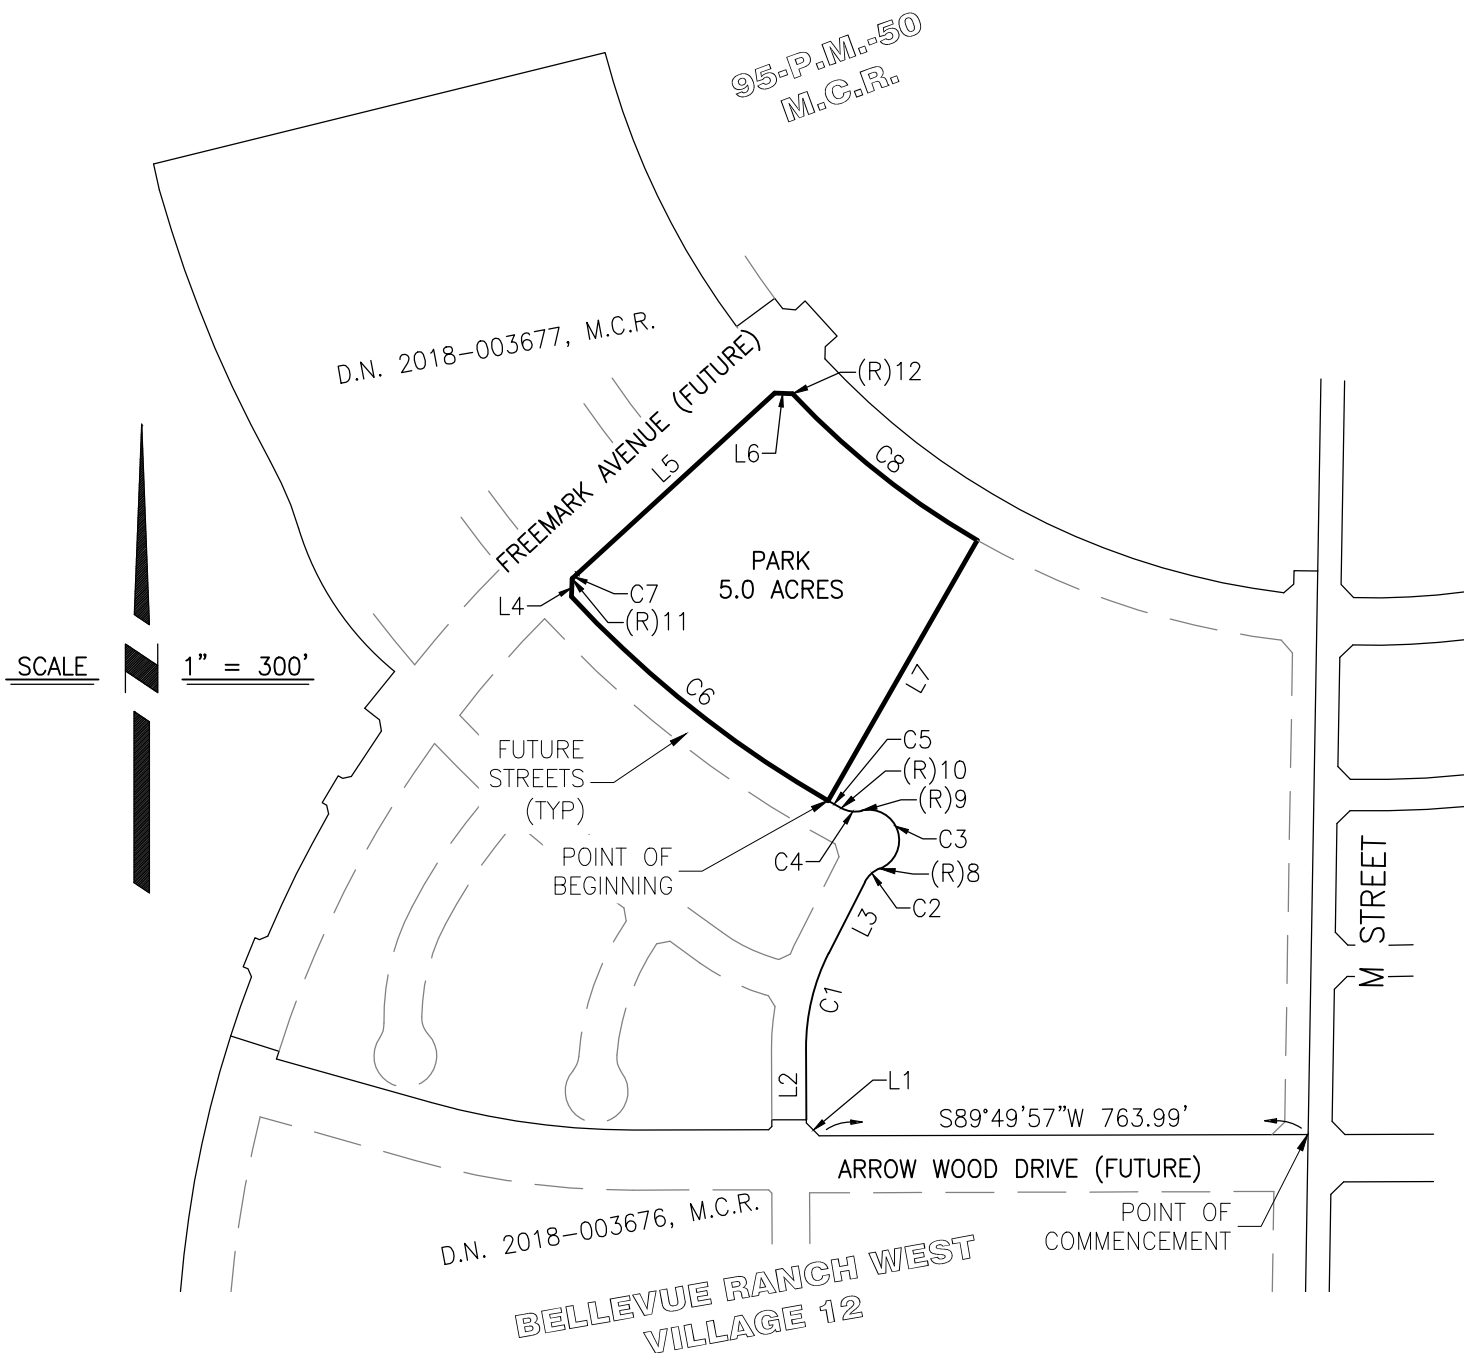 95-P.M.-50
M.C.R.
D.N. 2018-003677, M.C.R.
FREEMARK AVENUE (FUTURE)
(R)12
L6
L5
C8
PARK
5.0 ACRES
C7
L4
(R)11
SCALE
1" = 300'
C6
L7
FUTURE
STREETS
(TYP)
C5
(R)10
(R)9
C3
C4
POINT OF
BEGINNING
(R)8
C2
L3
C1
M STREET
L2
L1
S89°49'57"W 763.99'
ARROW WOOD DRIVE (FUTURE)
POINT OF
COMMENCEMENT
D.N. 2018-003676, M.C.R.
BELLEVUE RANCH WEST
VILLAGE 12